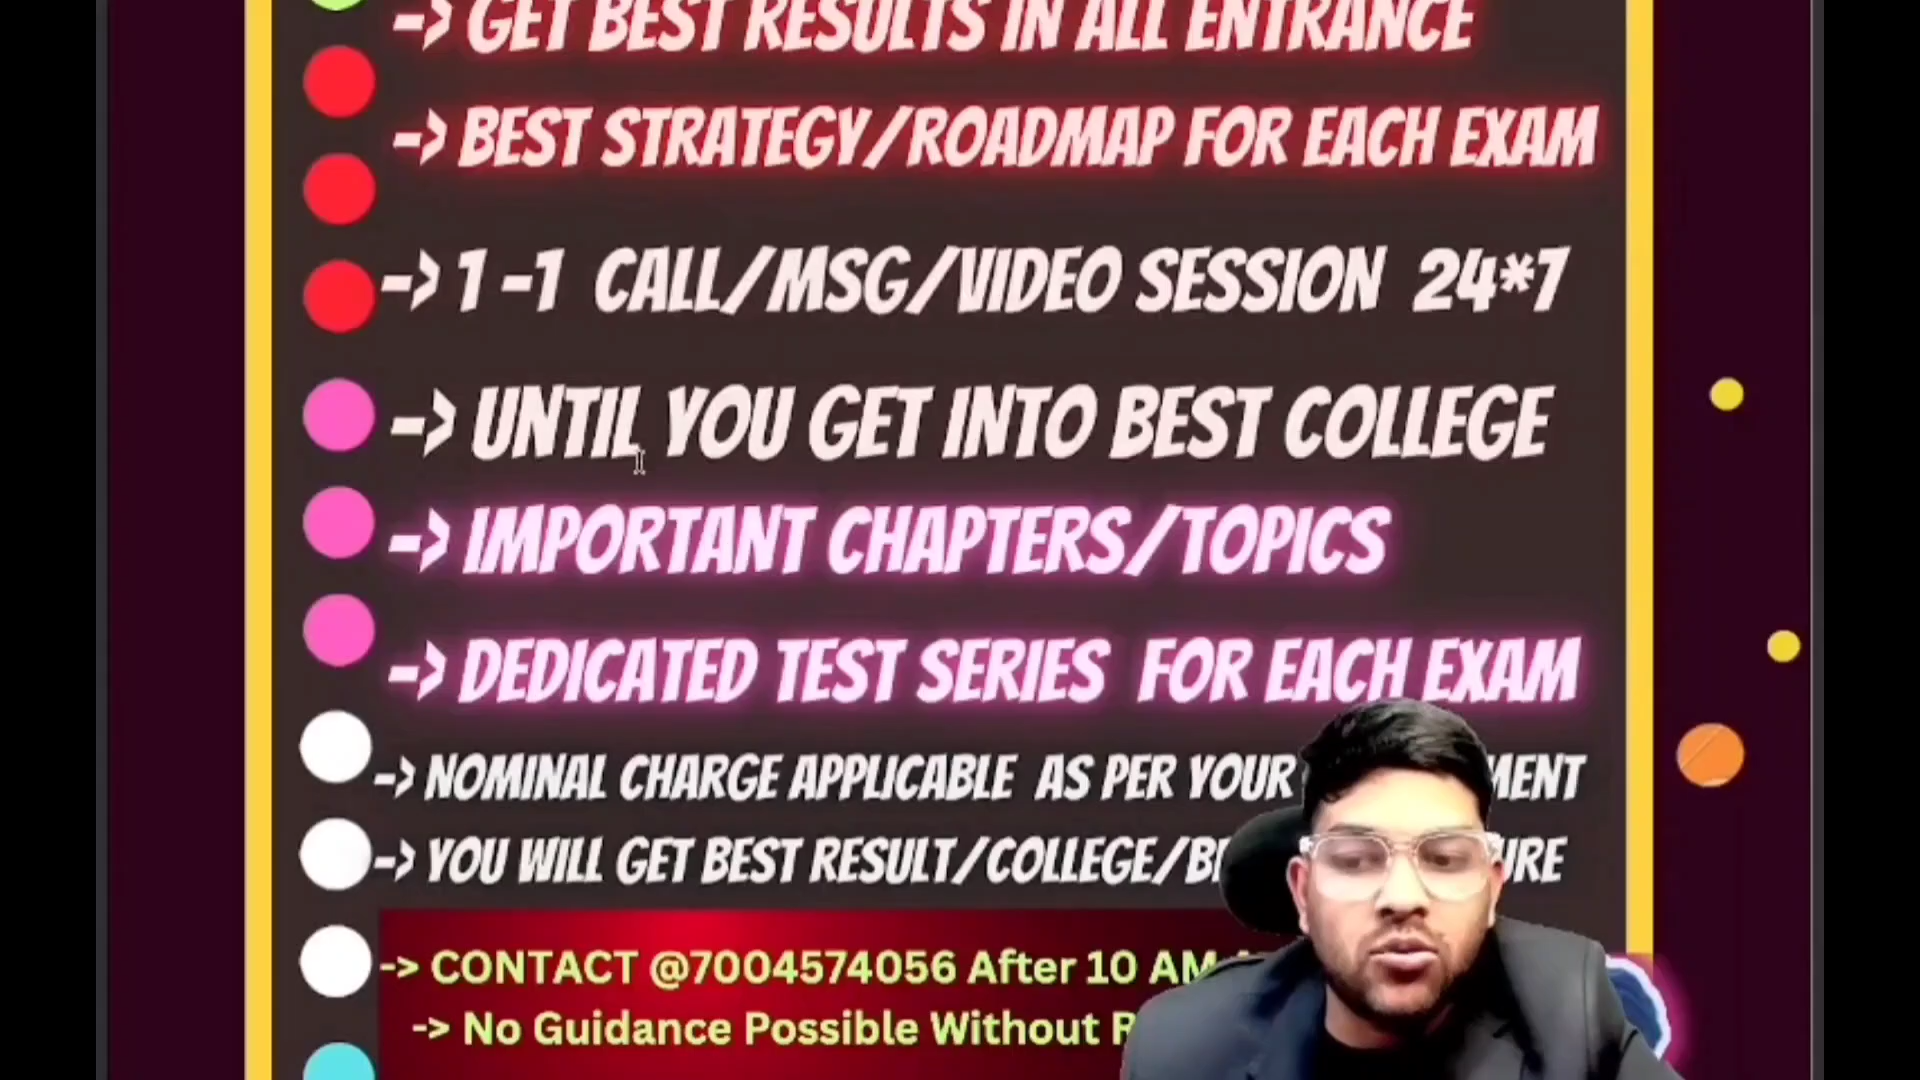 -> GET BEST RESULTS IN ALL ENTRANCE
-> BEST STRATEGY/ROADMAP FOR EACH EXAM
-> 1 -1 CALL/MSG/VIDEO SESSION 24*7
-> UNTIL YOU GET INTO BEST COLLEGE
-> IMPORTANT CHAPTERS/TOPICS
-> DEDICATED TEST SERIES FOR EACH EXAM
-> NOMINAL CHARGE APPLICABLE AS PER YOUR
-> YOU WILL GET BEST RESULT/COLLEGE/
-> CONTACT @7004574056 After 10 AM
-> No Guidance Possible Without